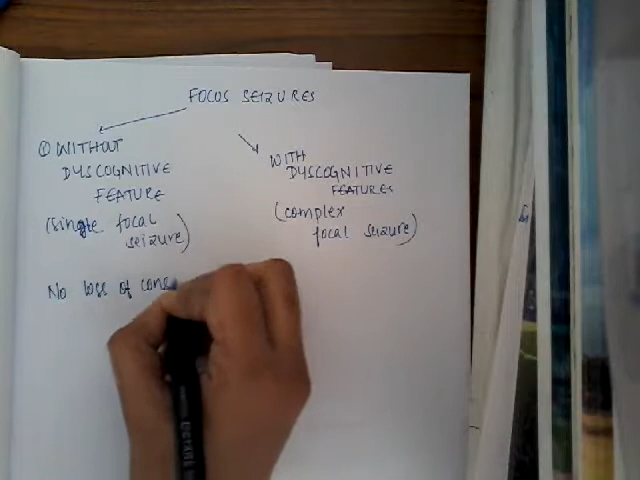 FOCUS SEIZURES
① WITHOUT
DYSCOGNITIVE
FEATURE
(single focal
seizure)
WITH
DYSCOGNITIVE
FEATURES
(complex
focal seizure)
No loss of cons